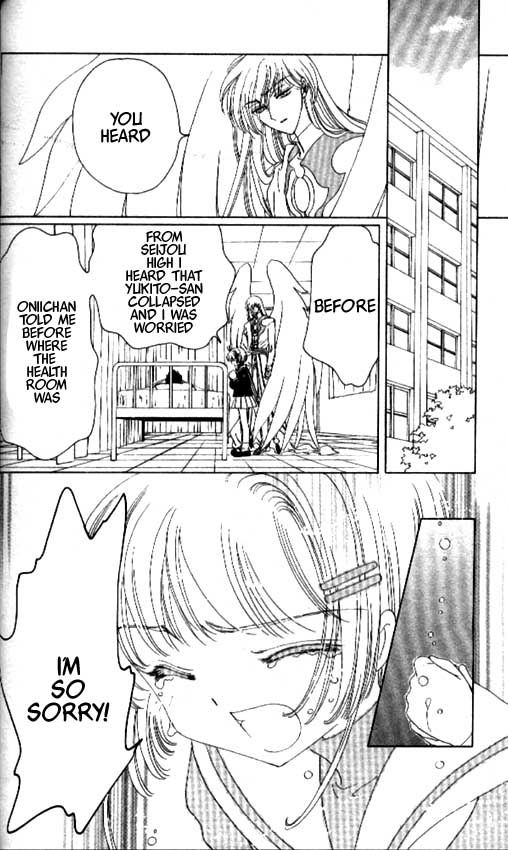 YOU
HEARD
BEFORE
FROM
SEIJOU
HIGH I
HEARD THAT
YUKITO-SAN
COLLAPSED
AND I WAS
WORRIED
ONIICHAN
TOLD ME
BEFORE
WHERE
THE
HEALTH
ROOM
WAS
I'M
SO
SORRY!